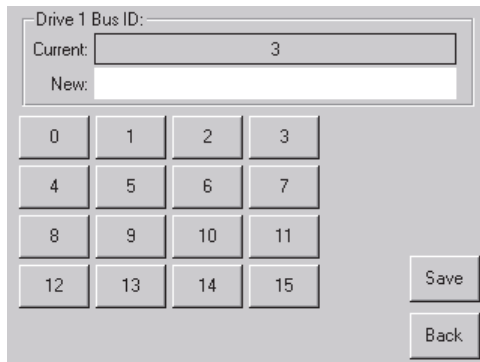 Drive 1 Bus ID:
Current: 3
New:
0 1 2 3
4 5 6 7
8 9 10 11
12 13 14 15
Save
Back